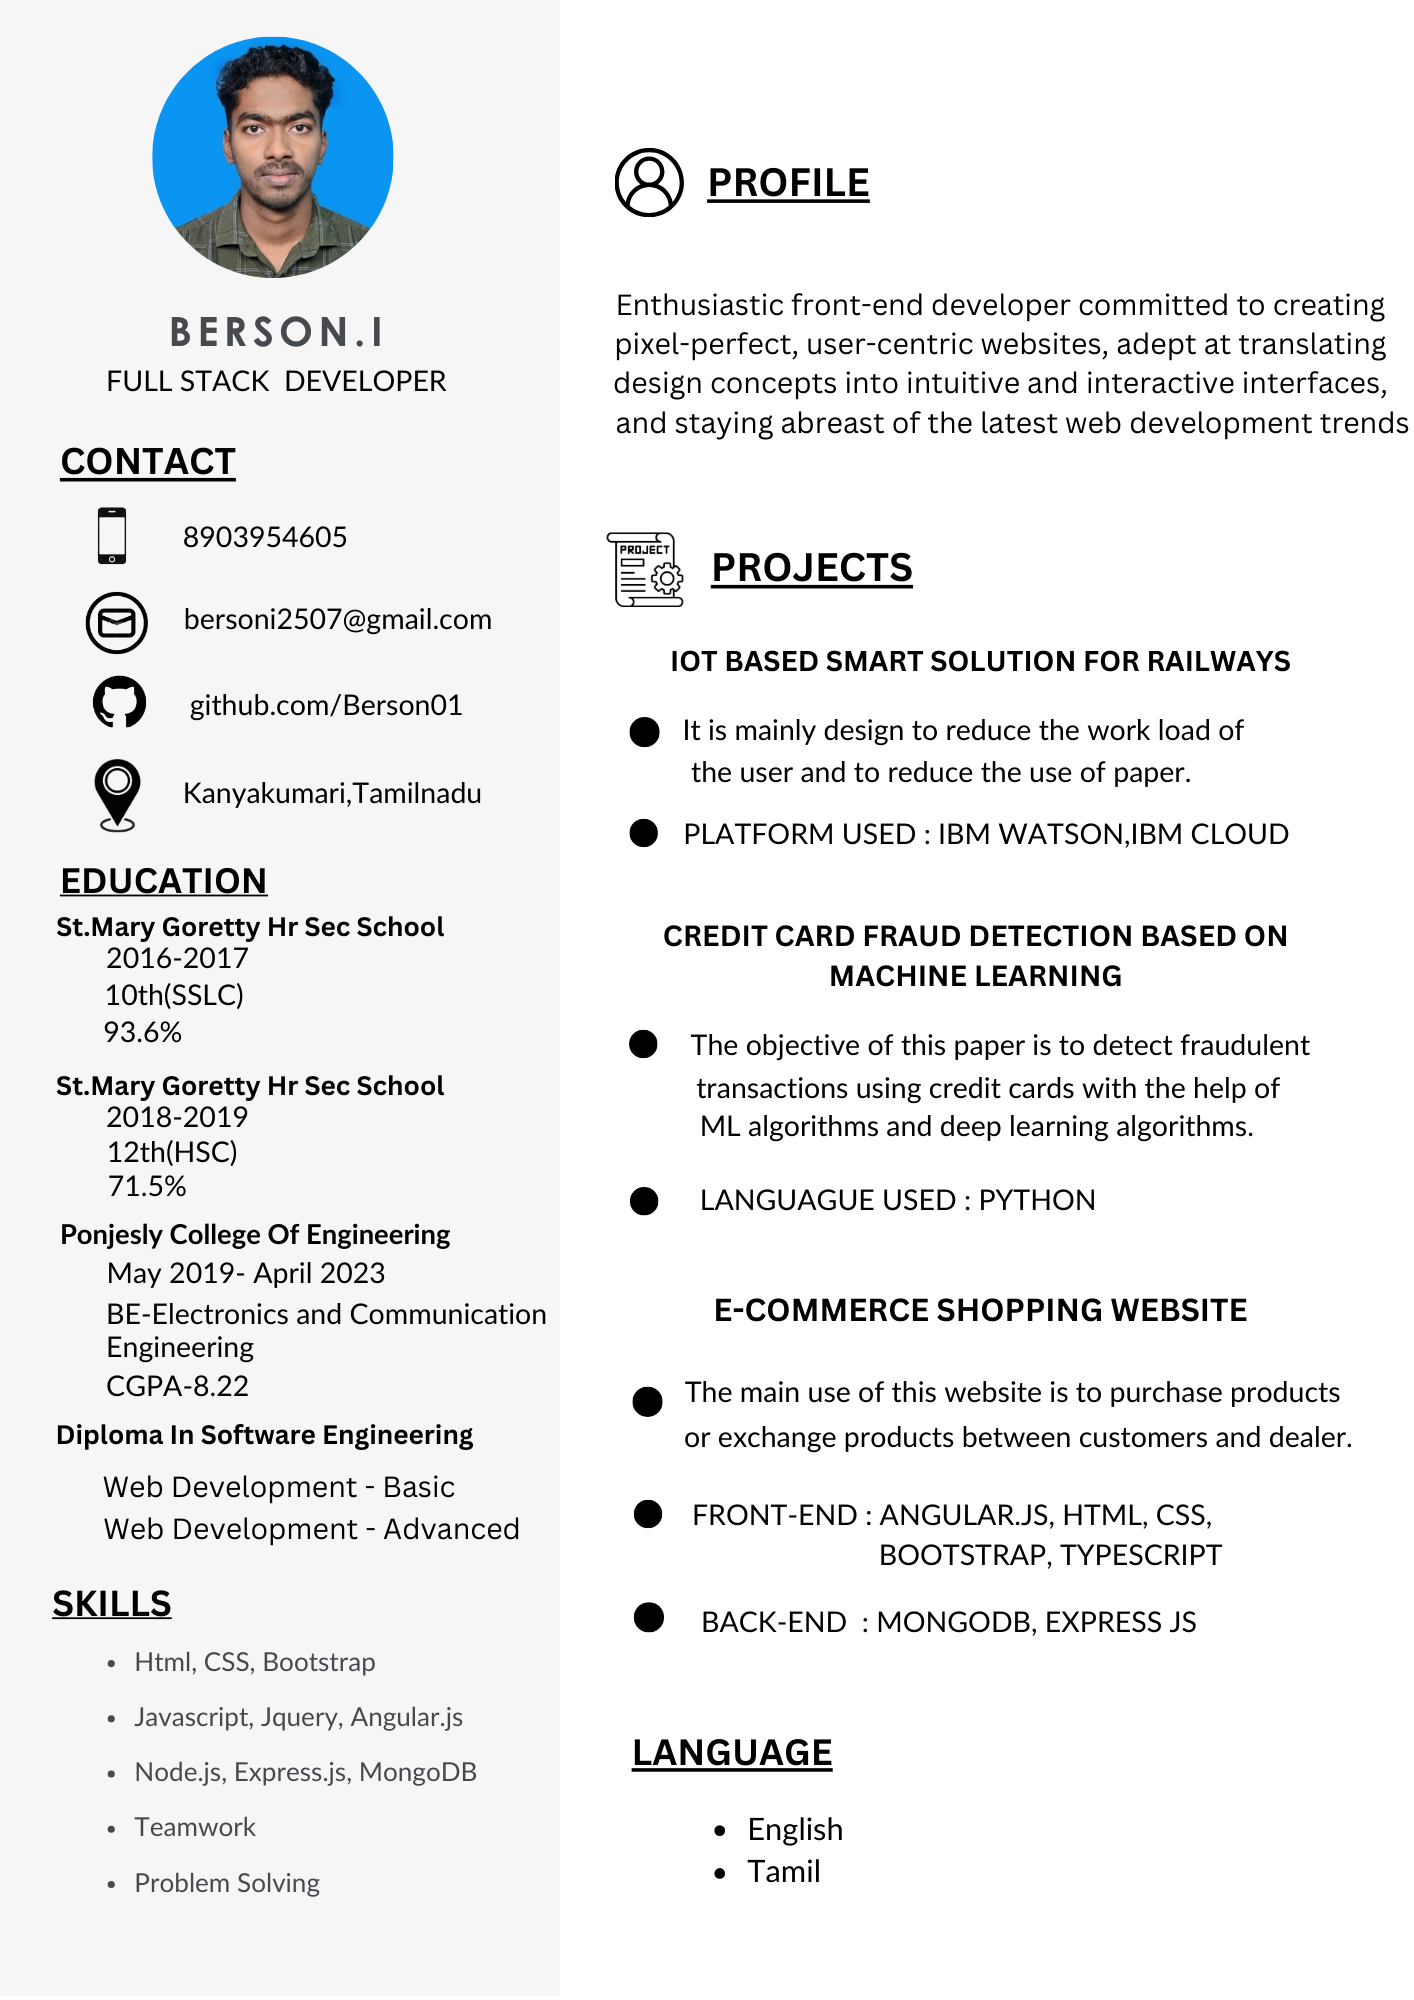 BERSON.I
FULL STACK  DEVELOPER
CONTACT
8903954605
bersoni2507@gmail.com
github.com/Berson01
Kanyakumari,Tamilnadu
EDUCATION
St.Mary Goretty Hr Sec School
2016-2017
10th(SSLC)
93.6%
St.Mary Goretty Hr Sec School
2018-2019
12th(HSC)
71.5%
Ponjesly College Of Engineering
May 2019- April 2023
BE-Electronics and Communication
Engineering
CGPA-8.22
Diploma In Software Engineering
Web Development - Basic
Web Development - Advanced
SKILLS
• Html, CSS, Bootstrap
• Javascript, Jquery, Angular.js
• Node.js, Express.js, MongoDB
• Teamwork
• Problem Solving
PROFILE
Enthusiastic front-end developer committed to creating
pixel-perfect, user-centric websites, adept at translating
design concepts into intuitive and interactive interfaces,
and staying abreast of the latest web development trends
PROJECT
PROJECTS
IOT BASED SMART SOLUTION FOR RAILWAYS
● It is mainly design to reduce the work load of
the user and to reduce the use of paper.
● PLATFORM USED : IBM WATSON,IBM CLOUD
CREDIT CARD FRAUD DETECTION BASED ON
MACHINE LEARNING
● The objective of this paper is to detect fraudulent
transactions using credit cards with the help of
ML algorithms and deep learning algorithms.
● LANGUAGUE USED : PYTHON
E-COMMERCE SHOPPING WEBSITE
● The main use of this website is to purchase products
or exchange products between customers and dealer.
● FRONT-END : ANGULAR.JS, HTML, CSS,
BOOTSTRAP, TYPESCRIPT
● BACK-END  : MONGODB, EXPRESS JS
LANGUAGE
• English
• Tamil